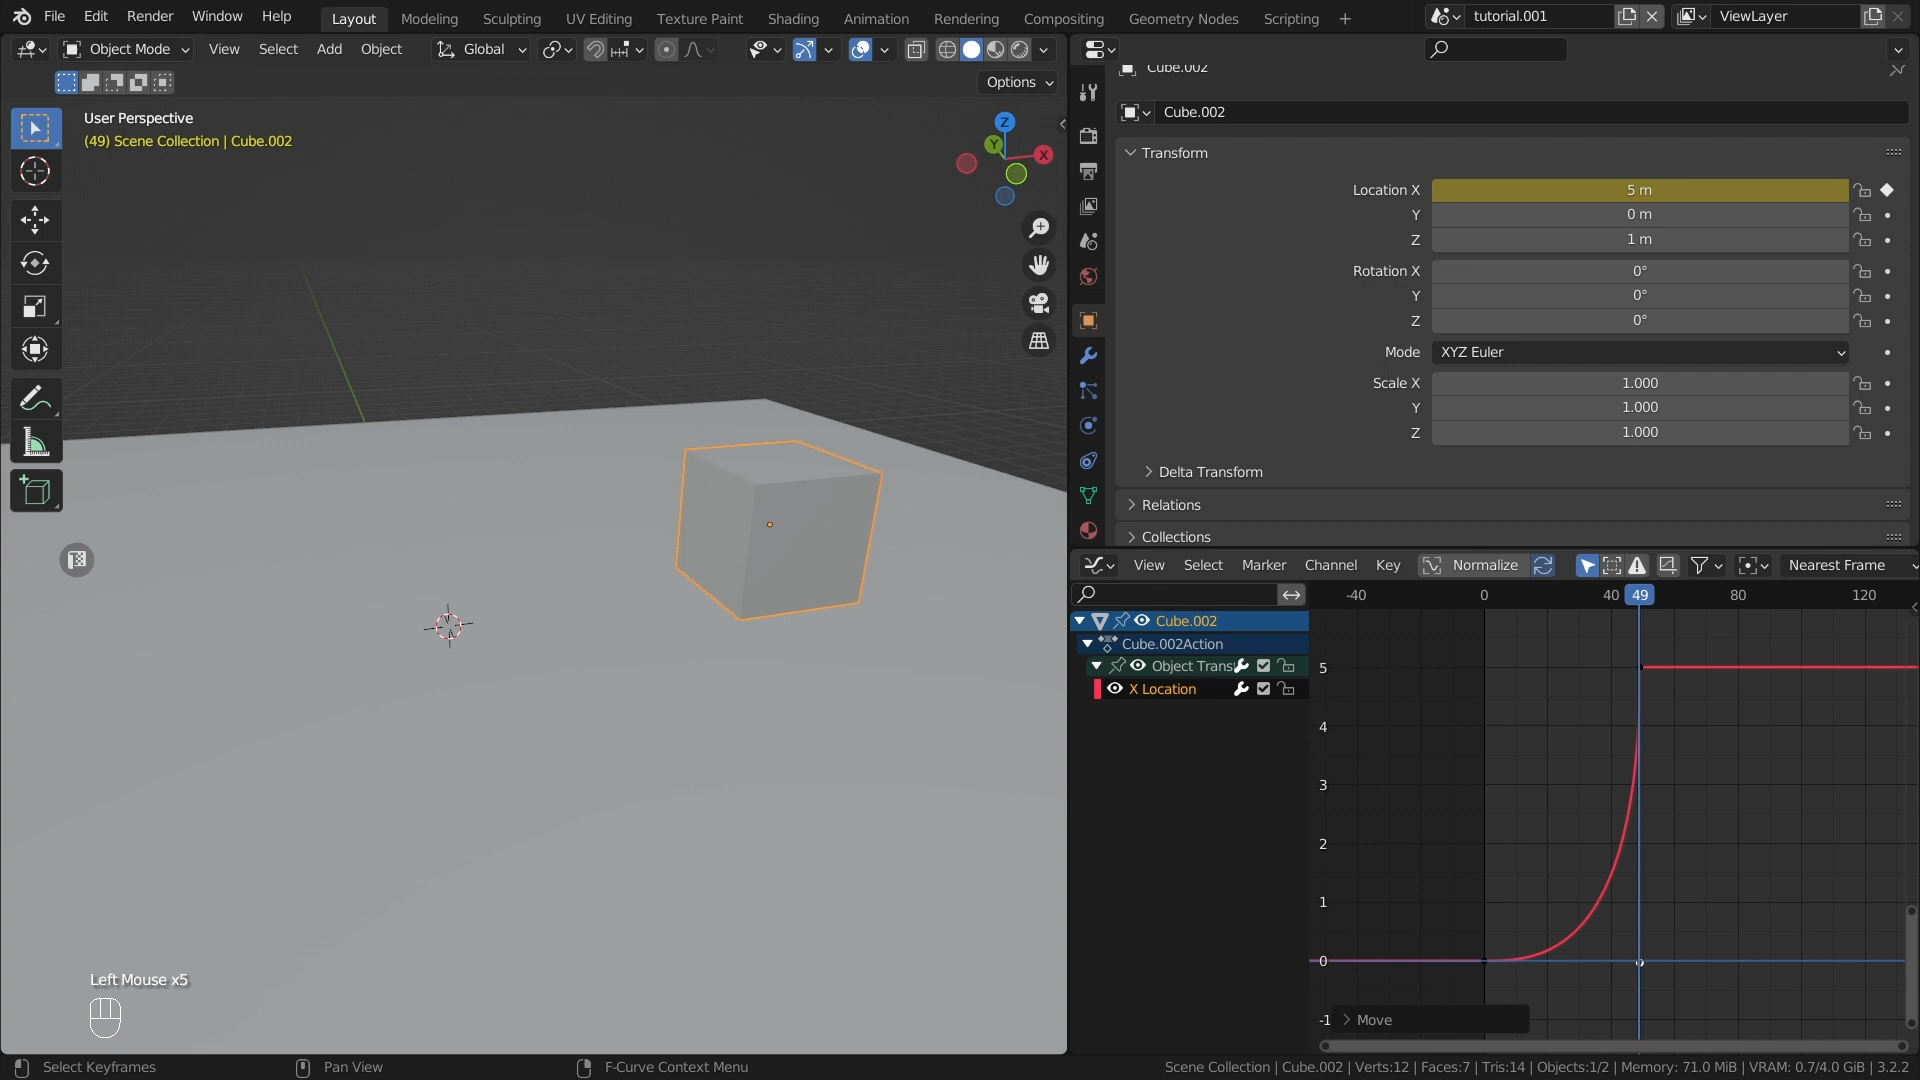 File Edit Render Window Help Layout Modeling Sculpting UV Editing Texture Paint Shading Animation Rendering Compositing Geometry Nodes Scripting + tutorial.001 ViewLayer
Object Mode View Select Add Object Global
Options
User Perspective
(49) Scene Collection | Cube.002
Z
Y
X
Left Mouse x5
Cube.002
Cube.002
Transform
Location X 5 m
Y 0 m
Z 1 m
Rotation X 0°
Y 0°
Z 0°
Mode XYZ Euler
Scale X 1.000
Y 1.000
Z 1.000
Delta Transform
Relations
Collections
View Select Marker Channel Key Normalize Nearest Frame
-40 0 40 49 80 120
Cube.002
Cube.002Action
Object Trans
X Location
5
4
3
2
1
0
-1
Move
Select Keyframes Pan View F-Curve Context Menu Scene Collection | Cube.002 | Verts:12 | Faces:7 | Tris:14 | Objects:1/2 | Memory: 71.0 MiB | VRAM: 0.7/4.0 GiB | 3.2.2